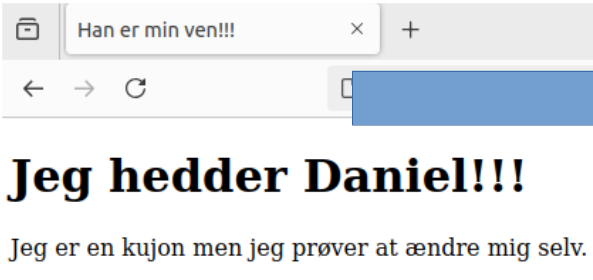 Han er min ven!!!
Jeg hedder Daniel!!!
Jeg er en kujon men jeg prøver at ændre mig selv.